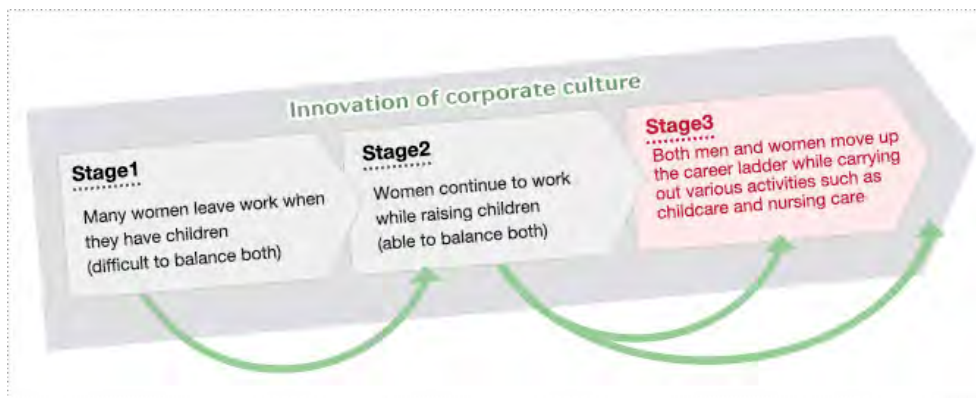 Innovation of corporate culture
Stage1
Many women leave work when
they have children
(difficult to balance both)
Stage2
Women continue to work
while raising children
(able to balance both)
Stage3
Both men and women move up
the career ladder while carrying
out various activities such as
childcare and nursing care